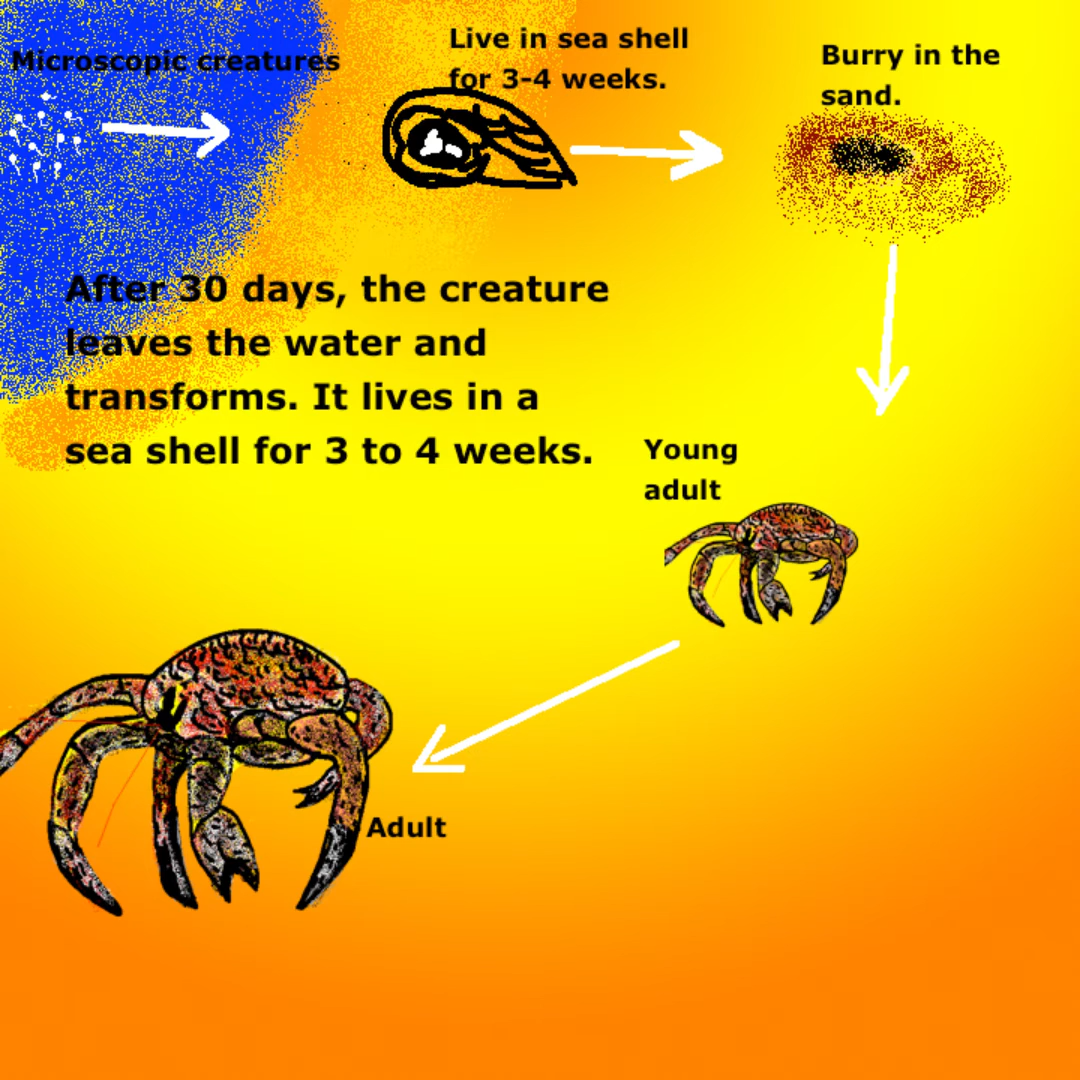 Microscopic creatures
Live in sea shell
for 3-4 weeks.
Burry in the
sand.
After 30 days, the creature
leaves the water and
transforms. It lives in a
sea shell for 3 to 4 weeks.
Young
adult
Adult